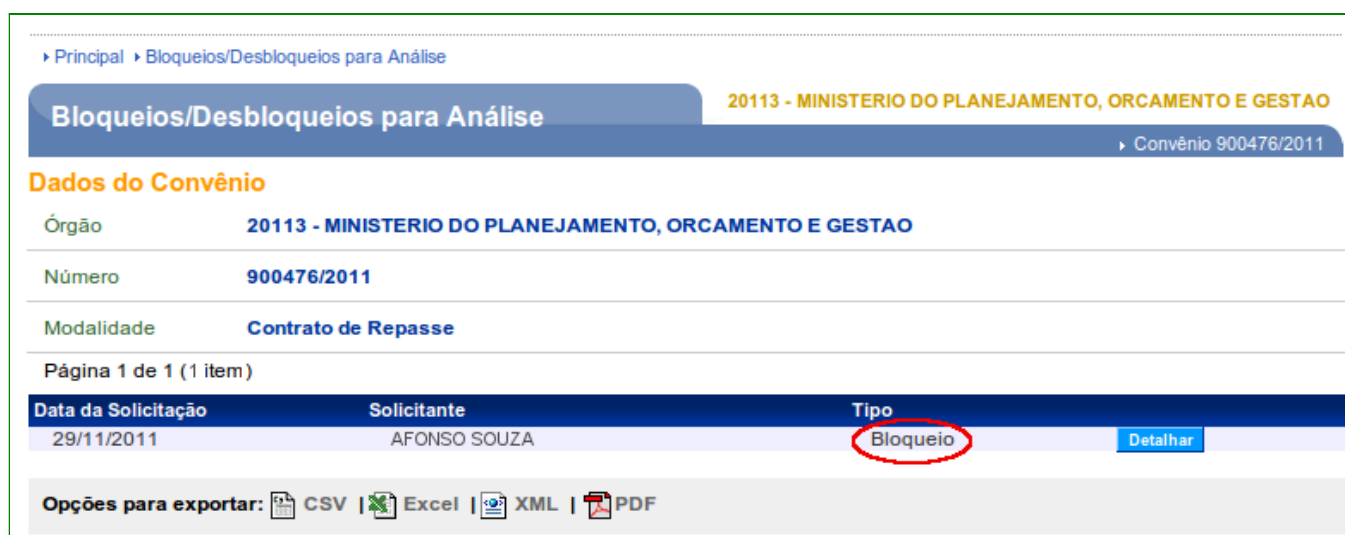 Principal Bloqueios/Desbloqueios para Análise
Bloqueios/Desbloqueios para Análise
20113 - MINISTERIO DO PLANEJAMENTO, ORCAMENTO E GESTAO
Convênio 900476/2011
Dados do Convênio
Órgão 20113 - MINISTERIO DO PLANEJAMENTO, ORCAMENTO E GESTAO
Número 900476/2011
Modalidade Contrato de Repasse
Página 1 de 1 (1 item)
Data da Solicitação Solicitante Tipo
29/11/2011 AFONSO SOUZA Bloqueio Detalhar
Opções para exportar: CSV | Excel | XML | PDF